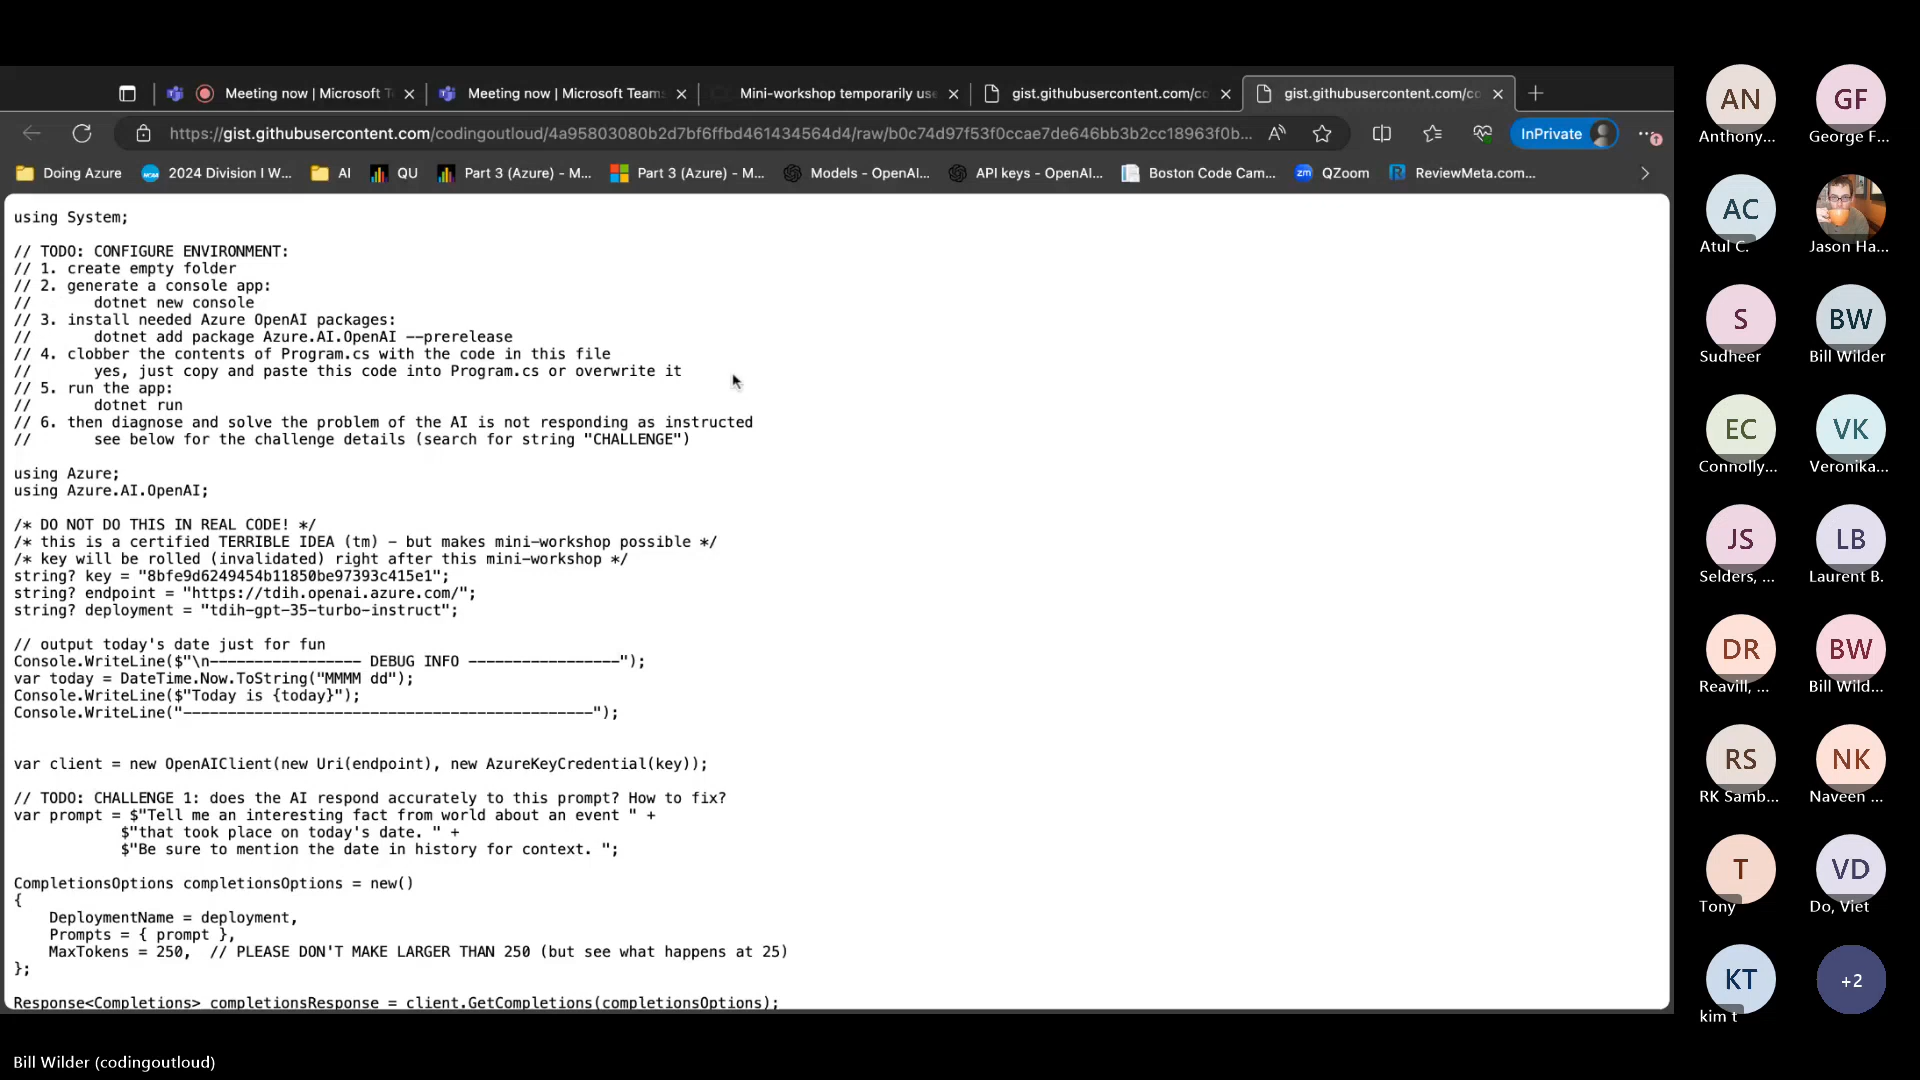 Meeting now | Microsoft T
Meeting now | Microsoft Team
Mini-workshop temporarily us
gist.githubusercontent.com/co
gist.githubusercontent.com/co
https://gist.githubusercontent.com/codingoutloud/4a95803080b2d7bf6ffbd461434564d4/raw/b0c74d97f53f0ccae7de646bb3b2cc18963f0b...
InPrivate
Doing Azure
2024 Division I W...
AI
QU
Part 3 (Azure) - M...
Part 3 (Azure) - M...
Models - OpenAI...
API keys - OpenAI...
Boston Code Cam...
QZoom
ReviewMeta.com...
using System;
// TODO: CONFIGURE ENVIRONMENT:
// 1. create empty folder
// 2. generate a console app:
//       dotnet new console
// 3. install needed Azure OpenAI packages:
//       dotnet add package Azure.AI.OpenAI --prerelease
// 4. clobber the contents of Program.cs with the code in this file
//       yes, just copy and paste this code into Program.cs or overwrite it
// 5. run the app:
//       dotnet run
// 6. then diagnose and solve the problem of the AI is not responding as instructed
//       see below for the challenge details (search for string "CHALLENGE")
using Azure;
using Azure.AI.OpenAI;
/* DO NOT DO THIS IN REAL CODE! */
/* this is a certified TERRIBLE IDEA (tm) - but makes mini-workshop possible */
/* key will be rolled (invalidated) right after this mini-workshop */
string? key = "8bfe9d6249454b11850be97393c415e1";
string? endpoint = "https://tdih.openai.azure.com/";
string? deployment = "tdih-gpt-35-turbo-instruct";
// output today's date just for fun
Console.WriteLine($"\n----------------- DEBUG INFO -----------------");
var today = DateTime.Now.ToString("MMMM dd");
Console.WriteLine($"Today is {today}");
Console.WriteLine("----------------------------------------------");
var client = new OpenAIClient(new Uri(endpoint), new AzureKeyCredential(key));
// TODO: CHALLENGE 1: does the AI respond accurately to this prompt? How to fix?
var prompt = $"Tell me an interesting fact from world about an event " +
$"that took place on today's date. " +
$"Be sure to mention the date in history for context. ";
CompletionsOptions completionsOptions = new()
{
DeploymentName = deployment,
Prompts = { prompt },
MaxTokens = 250,  // PLEASE DON'T MAKE LARGER THAN 250 (but see what happens at 25)
};
Response<Completions> completionsResponse = client.GetCompletions(completionsOptions);
AN
Anthony...
GF
George F...
AC
Atul C.
Jason Ha...
S
Sudheer
BW
Bill Wilder
EC
Connolly...
VK
Veronika...
JS
Selders, ...
LB
Laurent B.
DR
Reavill, ...
BW
Bill Wild...
RS
RK Samb...
NK
Naveen ...
T
Tony
VD
Do, Viet
KT
kim t
+2
Bill Wilder (codingoutloud)